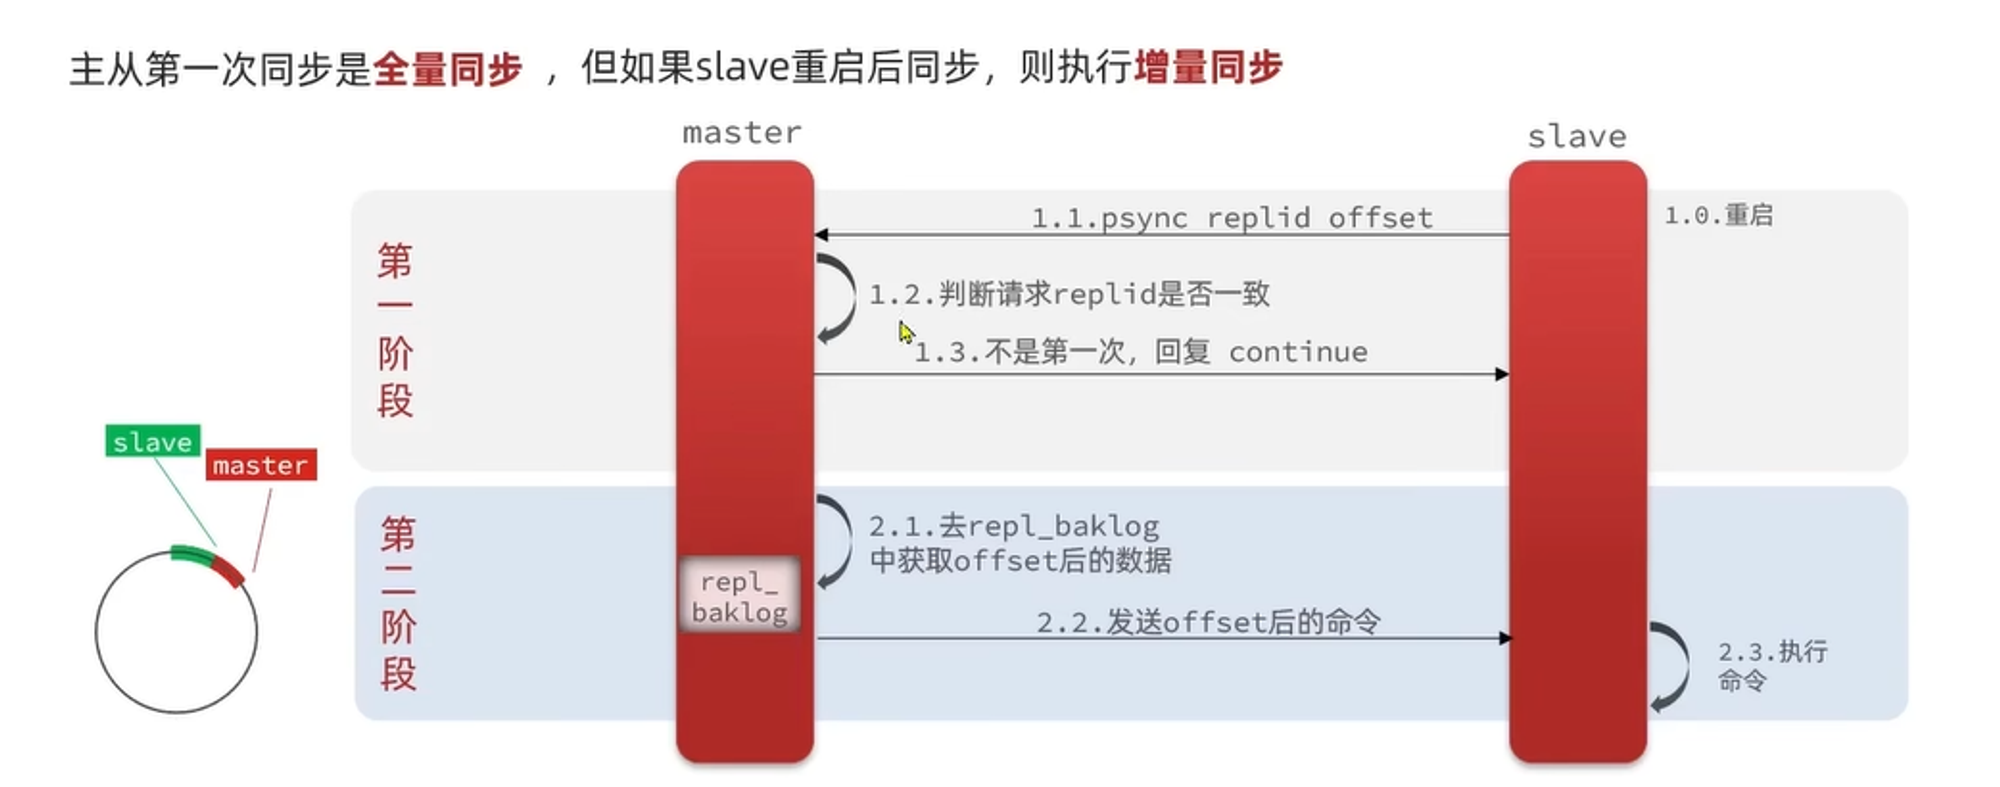 主从第一次同步是全量同步 ，但如果slave重启后同步，则执行增量同步
master
slave
第一阶段
1.0.重启
1.1.psync replid offset
1.2.判断请求replid是否一致
1.3.不是第一次，回复 continue
slave
master
第二阶段
2.1.去repl_baklog
中获取offset后的数据
repl_
baklog
2.2.发送offset后的命令
2.3.执行
命令